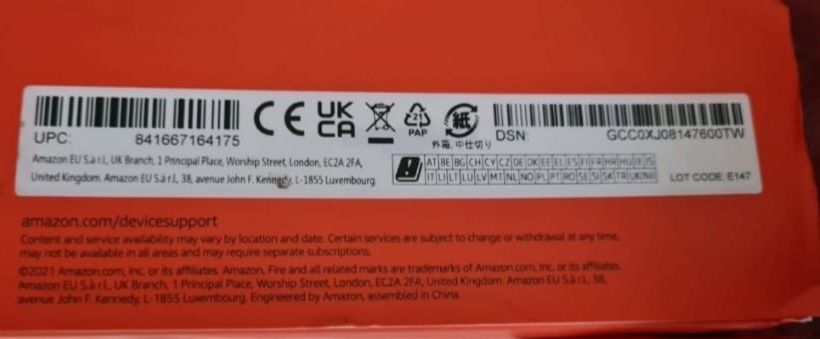 UPC: 841667164175
CE UK CA
21 PAP
紙
外箱, 中仕切り
DSN: GCC0XJ08147600TW
Amazon EU S.à r.l., UK Branch, 1 Principal Place, Worship Street, London, EC2A 2FA,
United Kingdom. Amazon EU S.à r.l., 38, avenue John F. Kennedy, L-1855 Luxembourg.
AT BE BG CH CY CZ DE DK EE EL ES FI FR HR HU IE IS
IT LI LT LU LV MT NL NO PL PT RO SE SI SK TR UK(NI)
LOT CODE: E147
amazon.com/devicesupport
Content and service availability may vary by location and date. Certain services are subject to change or withdrawal at any time,
may not be available in all areas and may require separate subscriptions.
©2021 Amazon.com, Inc. or its affiliates. Amazon, Fire and all related marks are trademarks of Amazon.com, Inc. or its affiliates.
Amazon EU S.à r.l., UK Branch, 1 Principal Place, Worship Street, London, EC2A 2FA, United Kingdom. Amazon EU S.à r.l., 38,
avenue John F. Kennedy, L-1855 Luxembourg. Engineered by Amazon, assembled in China.